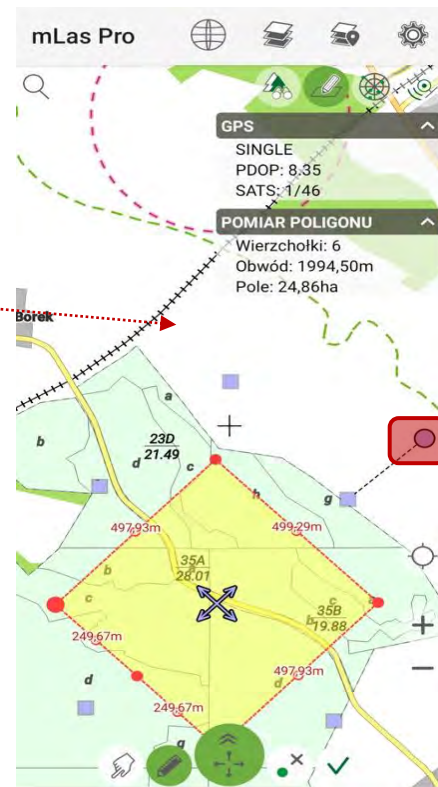 mLas Pro
GPS
SINGLE
PDOP: 8.35
SATS: 1/46
POMIAR POLIGONU
Wierzchołki: 6
Obwód: 1994,50m
Pole: 24,86ha
Borek
a
b
23D
21.49
d
c
h
g
497.93m
499.29m
35A
28.01
a
b
c
c
35B
b
19.88
249.67m
d
d
497.93m
249.67m
g